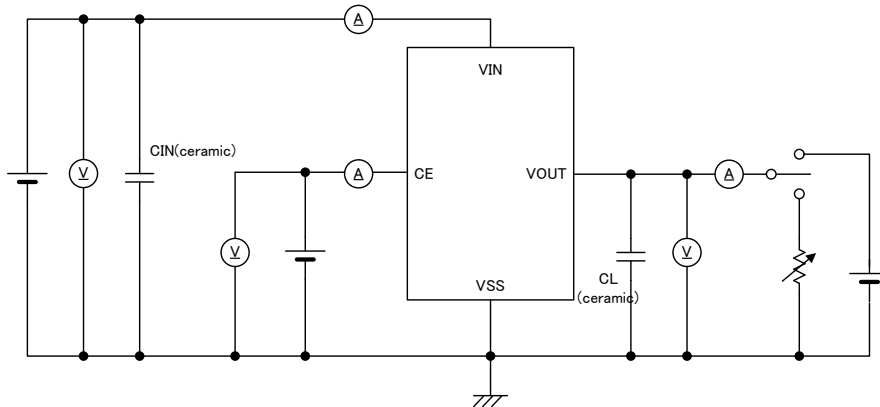 A
VIN
CIN(ceramic)
V
A
CE
VOUT
A
V
V
VSS
CL
(ceramic)